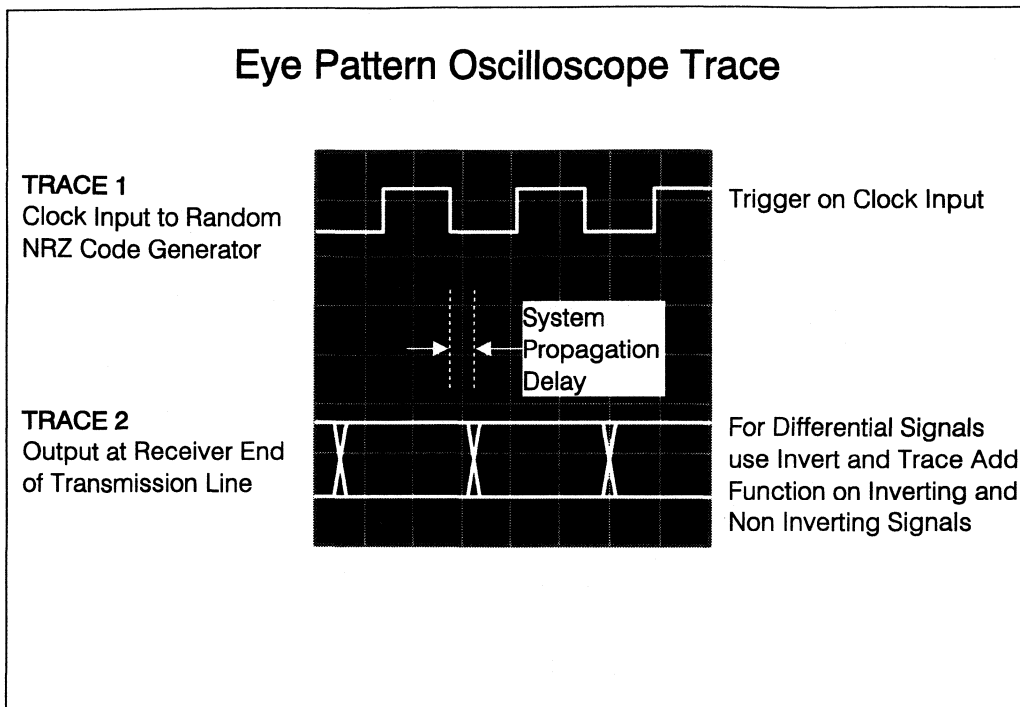 Eye Pattern Oscilloscope Trace
TRACE 1
Clock Input to Random
NRZ Code Generator
Trigger on Clock Input
System
Propagation
Delay
TRACE 2
Output at Receiver End
of Transmission Line
For Differential Signals
use Invert and Trace Add
Function on Inverting and
Non Inverting Signals